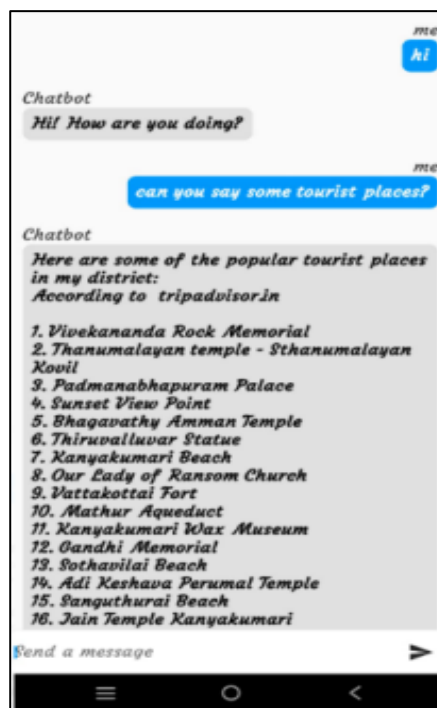 me
hi
Chatbot
Hi! How are you doing?
me
can you say some tourist places?
Chatbot
Here are some of the popular tourist places
in my district:
According to tripadvisor.in
1. Vivekananda Rock Memorial
2. Thanumalayan temple - Sthanumalayan
Kovil
3. Padmanabhapuram Palace
4. Sunset View Point
5. Bhagavathy Amman Temple
6. Thiruvalluvar Statue
7. Kanyakumari Beach
8. Our Lady of Ransom Church
9. Vattakottai Fort
10. Mathur Aqueduct
11. Kanyakumari Wax Museum
12. Gandhi Memorial
13. Sothavilai Beach
14. Adi Keshava Perumal Temple
15. Sanguthurai Beach
16. Jain Temple Kanyakumari
Send a message